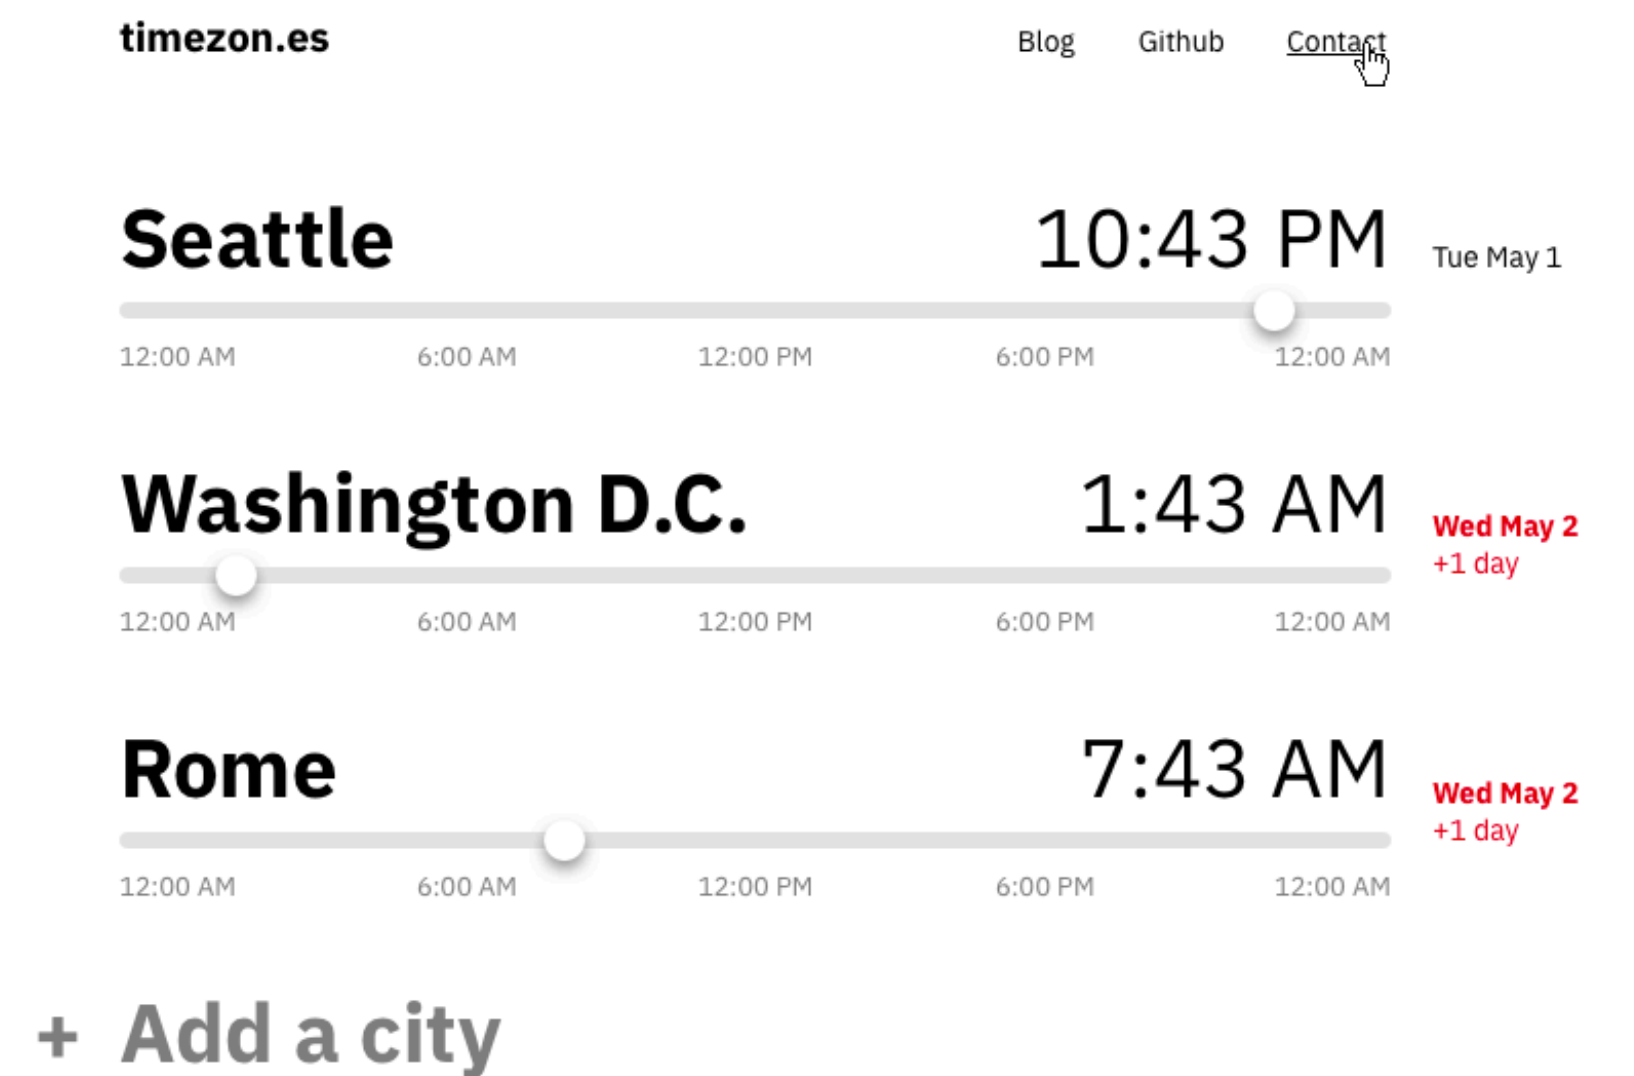 timezon.es Blog Github Contact
Seattle 10:43 PM Tue May 1
12:00 AM 6:00 AM 12:00 PM 6:00 PM 12:00 AM
Washington D.C. 1:43 AM Wed May 2
+1 day
12:00 AM 6:00 AM 12:00 PM 6:00 PM 12:00 AM
Rome 7:43 AM Wed May 2
+1 day
12:00 AM 6:00 AM 12:00 PM 6:00 PM 12:00 AM
+ Add a city